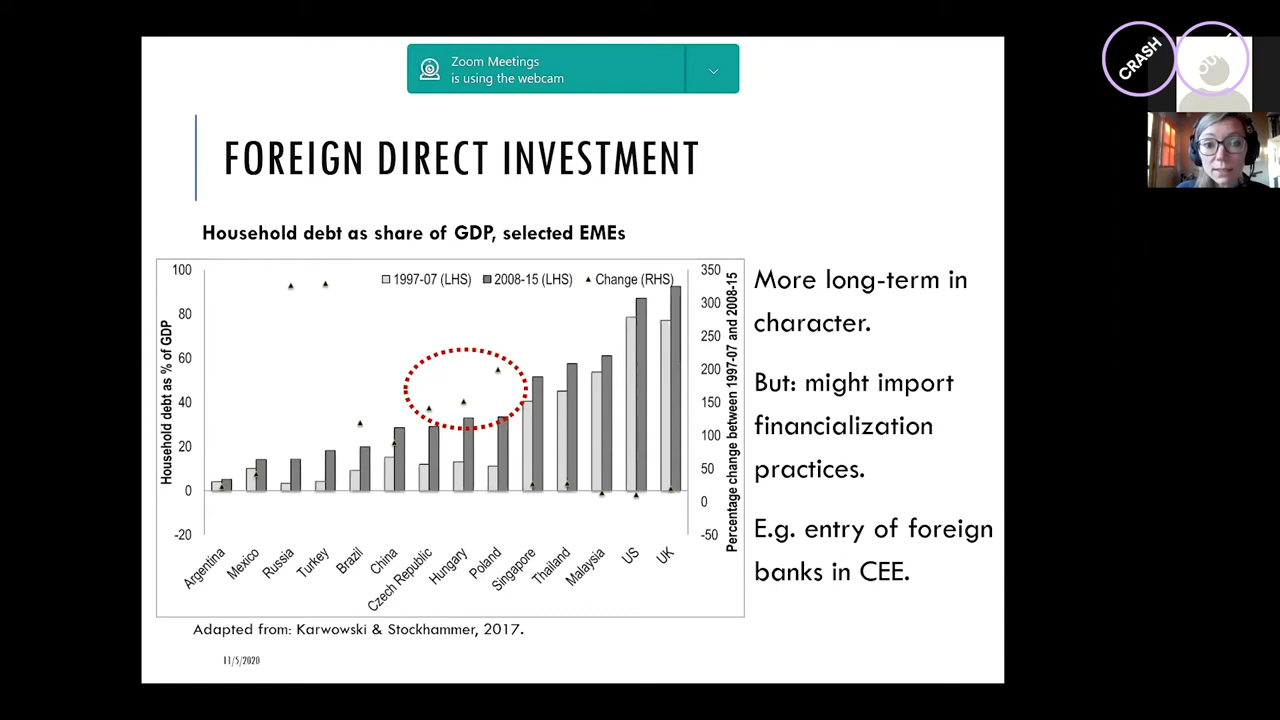 Zoom Meetings
is using the webcam
CRASH
FOREIGN DIRECT INVESTMENT
Household debt as share of GDP, selected EMEs
1997-07 (LHS) 2008-15 (LHS) Change (RHS)
Household debt as % of GDP
100
80
60
40
20
0
-20
350
300
250
200
150
100
50
0
-50
Percentage change between 1997-07 and 2008-15
Argentina
Mexico
Russia
Turkey
Brazil
China
Czech Republic
Hungary
Poland
Singapore
Thailand
Malaysia
US
UK
More long-term in
character.
But: might import
financialization
practices.
E.g. entry of foreign
banks in CEE.
Adapted from: Karwowski & Stockhammer, 2017.
11/5/2020